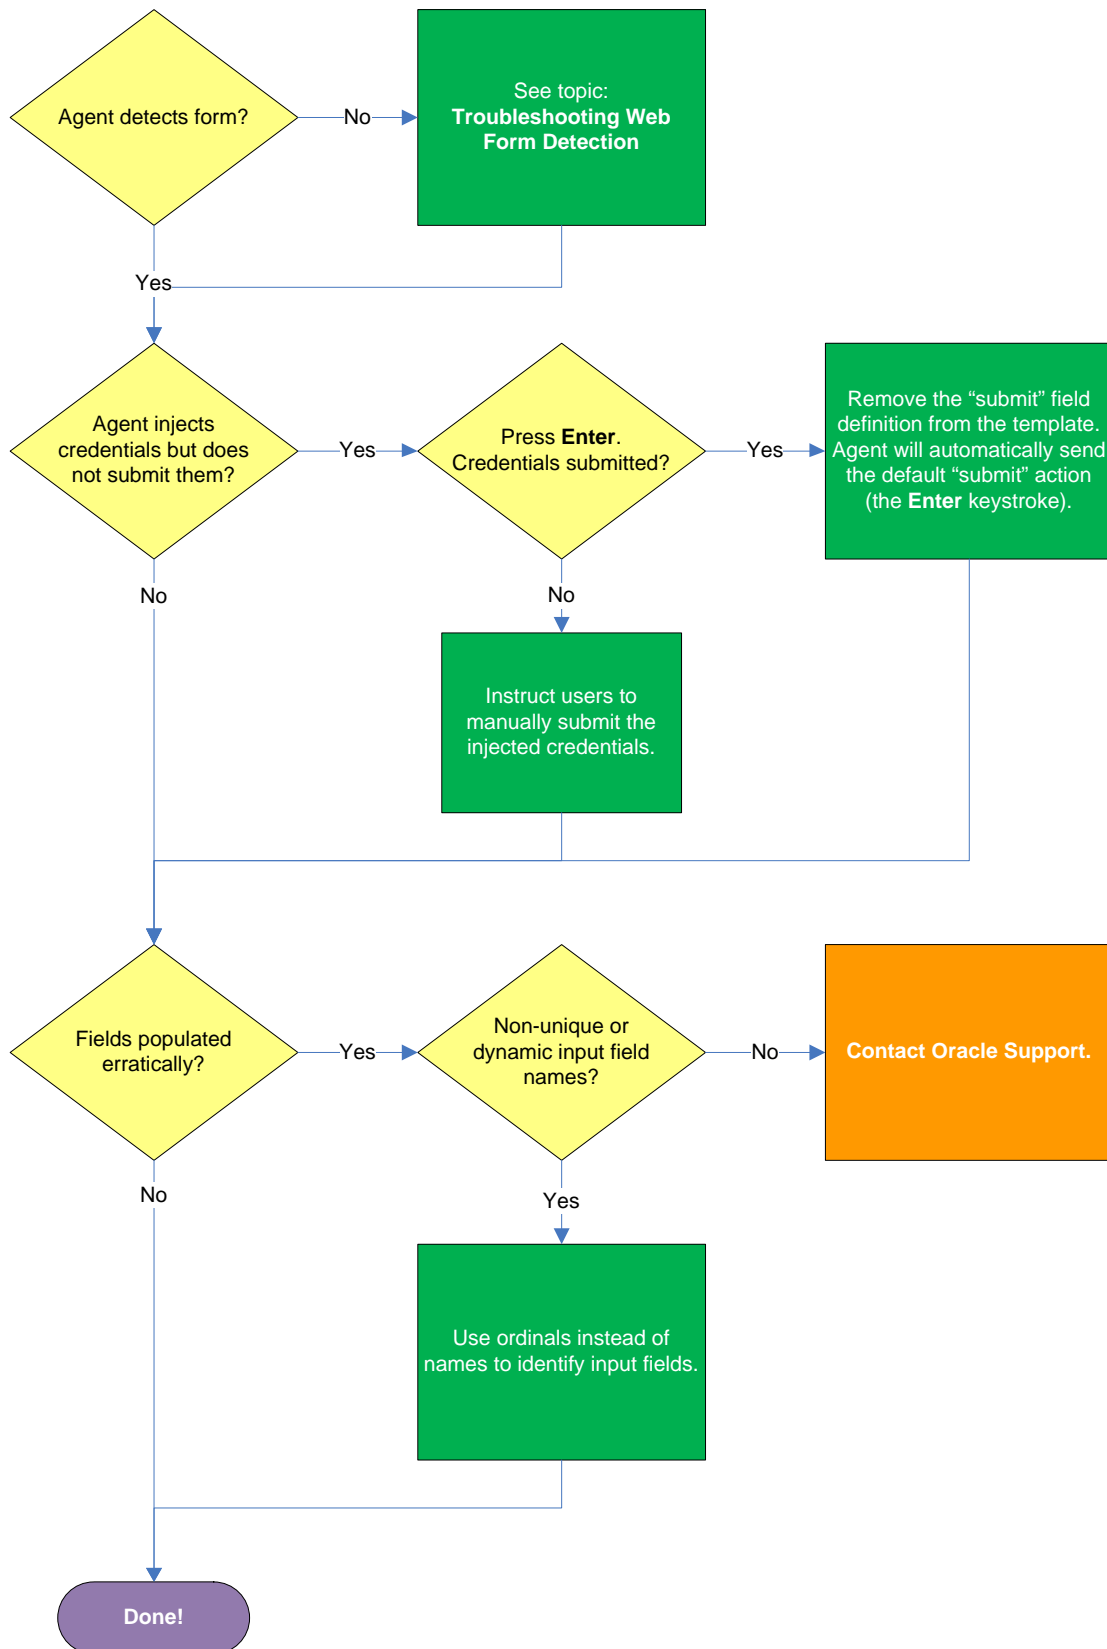 Agent detects form?
No
See topic:
Troubleshooting Web
Form Detection
Yes
Agent injects
credentials but does
not submit them?
Yes
Press Enter.
Credentials submitted?
Yes
Remove the “submit” field
definition from the template.
Agent will automatically send
the default “submit” action
(the Enter keystroke).
No
No
Instruct users to
manually submit the
injected credentials.
Fields populated
erratically?
Yes
Non-unique or
dynamic input field
names?
No
Contact Oracle Support.
No
Yes
Use ordinals instead of
names to identify input fields.
Done!